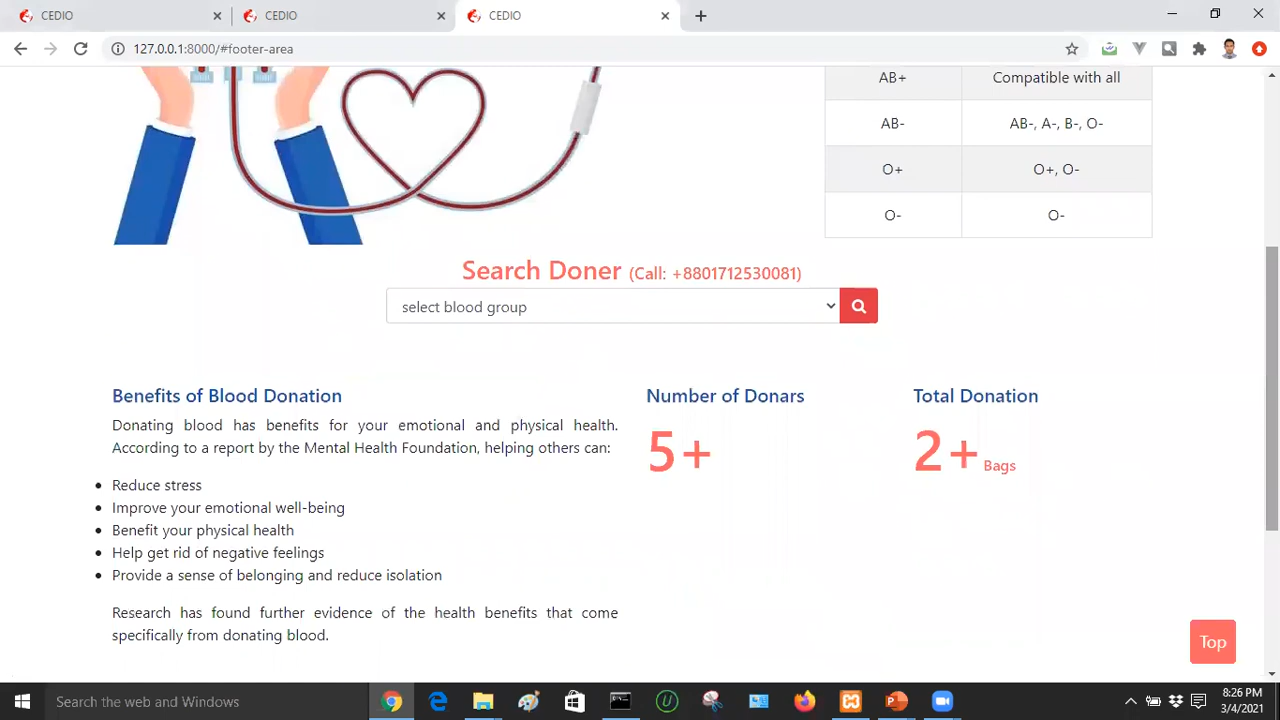 CEDIO
CEDIO
CEDIO
127.0.0.1:8000/#footer-area
AB+ Compatible with all
AB- AB-, A-, B-, O-
O+ O+, O-
O- O-
Search Doner (Call: +8801712530081)
select blood group
Benefits of Blood Donation
Donating blood has benefits for your emotional and physical health.
According to a report by the Mental Health Foundation, helping others can:
Reduce stress
Improve your emotional well-being
Benefit your physical health
Help get rid of negative feelings
Provide a sense of belonging and reduce isolation
Research has found further evidence of the health benefits that come
specifically from donating blood.
Number of Donars
5+
Total Donation
2+ Bags
Top
Search the web and Windows
8:26 PM
3/4/2021